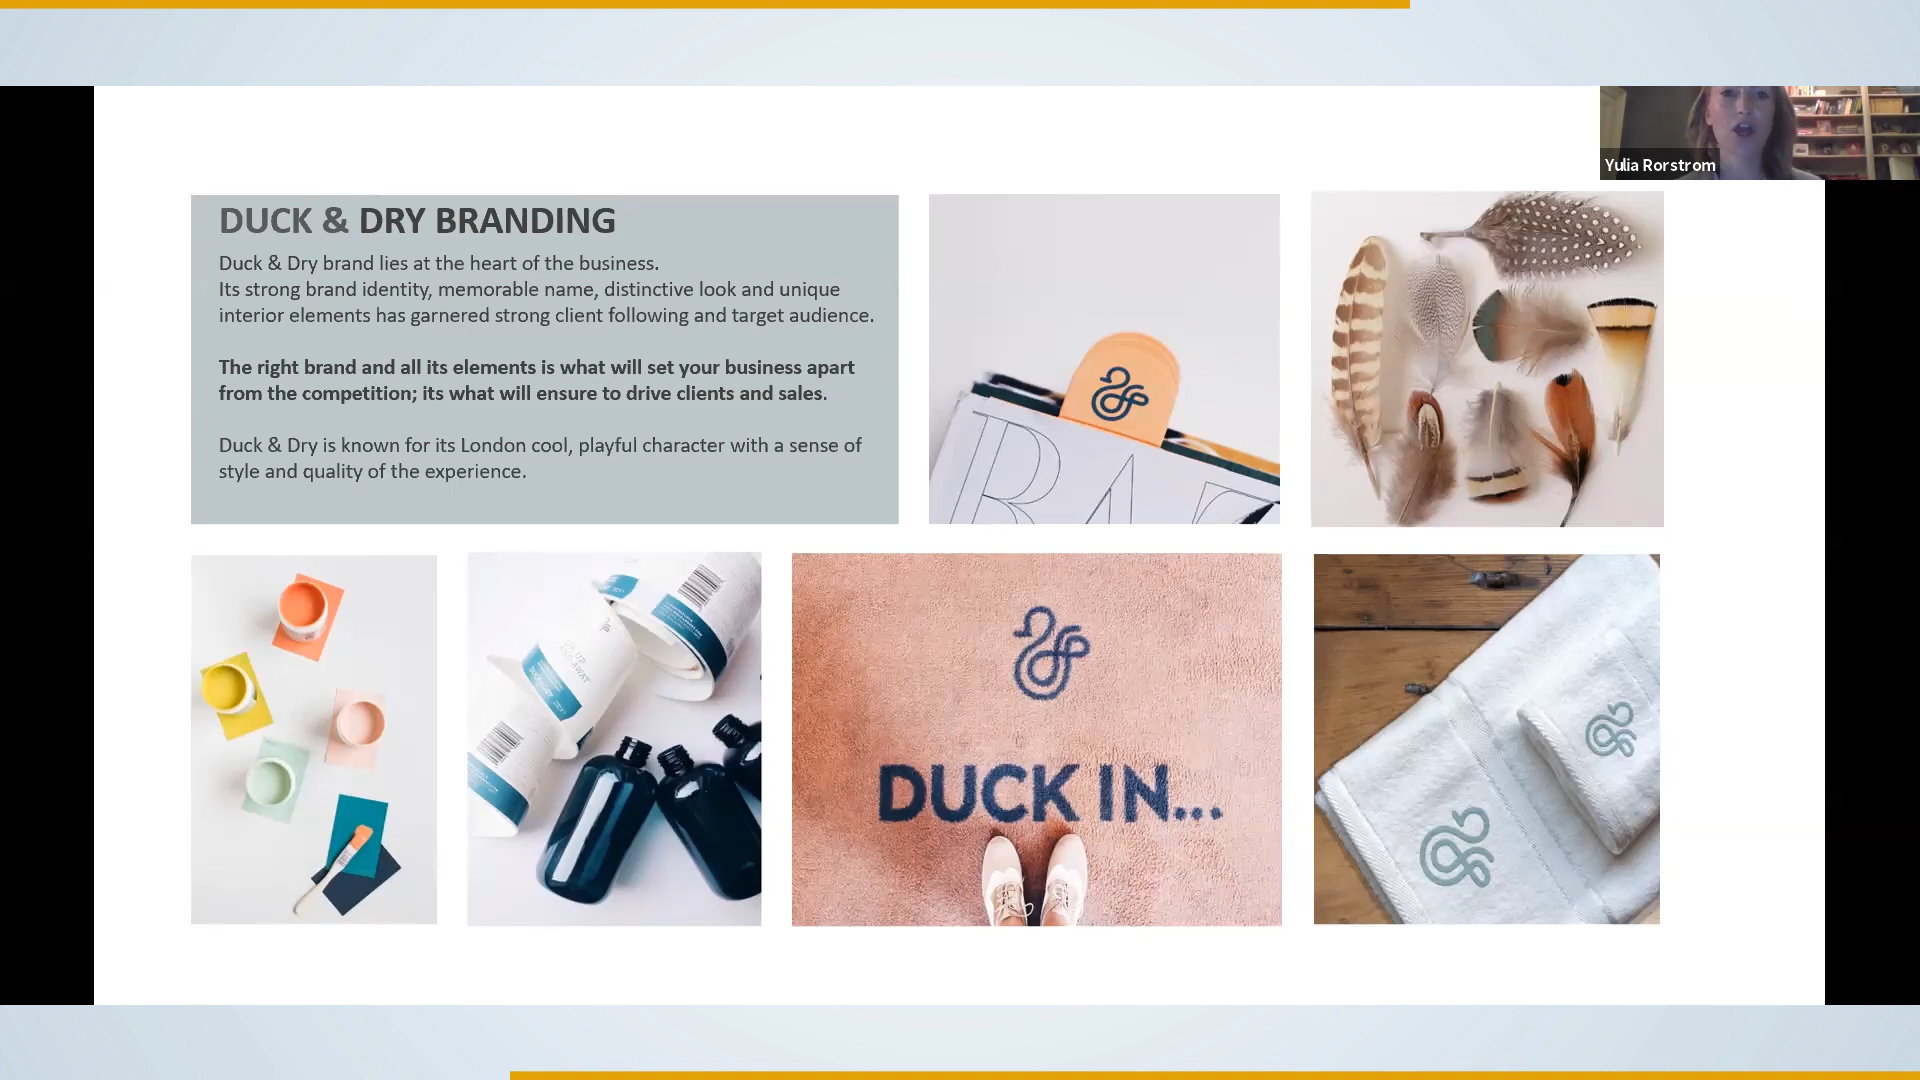 Yulia Rorstrom
DUCK & DRY BRANDING
Duck & Dry brand lies at the heart of the business.
Its strong brand identity, memorable name, distinctive look and unique
interior elements has garnered strong client following and target audience.
The right brand and all its elements is what will set your business apart
from the competition; its what will ensure to drive clients and sales.
Duck & Dry is known for its London cool, playful character with a sense of
style and quality of the experience.
UP, UP
AND AWAY
DUCK IN...